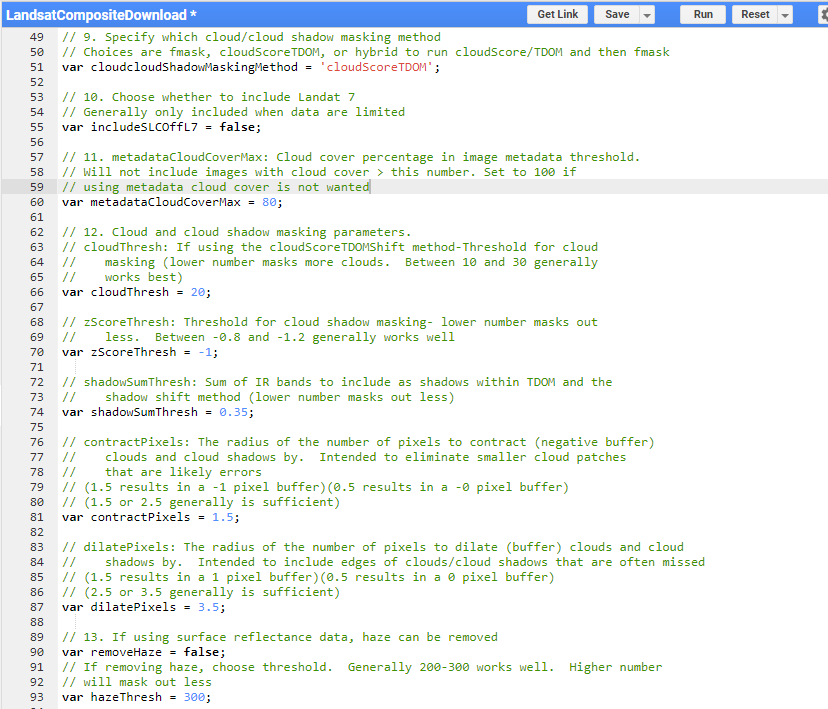 LandsatCompositeDownload *
Get Link Save Run Reset
49 // 9. Specify which cloud/cloud shadow masking method
50 // Choices are fmask, cloudScoreTDOM, or hybrid to run cloudScore/TDOM and then fmask
51 var cloudcloudShadowMaskingMethod = 'cloudScoreTDOM';
52
53 // 10. Choose whether to include Landat 7
54 // Generally only included when data are limited
55 var includeSLCOffL7 = false;
56
57 // 11. metadataCloudCoverMax: Cloud cover percentage in image metadata threshold.
58 // Will not include images with cloud cover > this number. Set to 100 if
59 // using metadata cloud cover is not wanted
60 var metadataCloudCoverMax = 80;
61
62 // 12. Cloud and cloud shadow masking parameters.
63 // cloudThresh: If using the cloudScoreTDOMShift method-Threshold for cloud
64 //    masking (lower number masks more clouds.  Between 10 and 30 generally
65 //    works best)
66 var cloudThresh = 20;
67
68 // zScoreThresh: Threshold for cloud shadow masking- lower number masks out
69 //    less.  Between -0.8 and -1.2 generally works well
70 var zScoreThresh = -1;
71
72 // shadowSumThresh: Sum of IR bands to include as shadows within TDOM and the
73 //    shadow shift method (lower number masks out less)
74 var shadowSumThresh = 0.35;
75
76 // contractPixels: The radius of the number of pixels to contract (negative buffer)
77 //    clouds and cloud shadows by.  Intended to eliminate smaller cloud patches
78 //    that are likely errors
79 // (1.5 results in a -1 pixel buffer)(0.5 results in a -0 pixel buffer)
80 // (1.5 or 2.5 generally is sufficient)
81 var contractPixels = 1.5;
82
83 // dilatePixels: The radius of the number of pixels to dilate (buffer) clouds and cloud
84 //    shadows by.  Intended to include edges of clouds/cloud shadows that are often missed
85 // (1.5 results in a 1 pixel buffer)(0.5 results in a 0 pixel buffer)
86 // (2.5 or 3.5 generally is sufficient)
87 var dilatePixels = 3.5;
88
89 // 13. If using surface reflectance data, haze can be removed
90 var removeHaze = false;
91 // If removing haze, choose threshold.  Generally 200-300 works well.  Higher number
92 // will mask out less
93 var hazeThresh = 300;